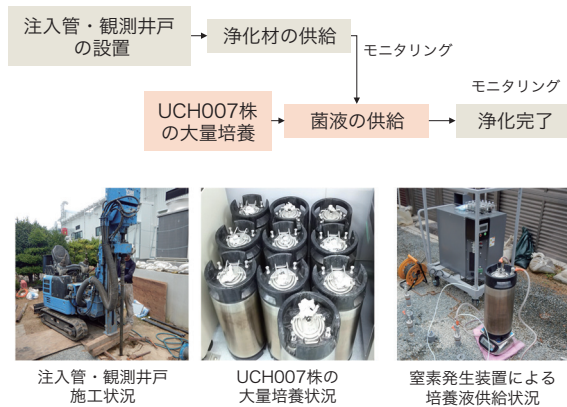 注入管・観測井戸
の設置
浄化材の供給
モニタリング
モニタリング
UCH007株
の大量培養
菌液の供給
浄化完了
注入管・観測井戸
施工状況
UCH007株の
大量培養状況
窒素発生装置による
培養液供給状況